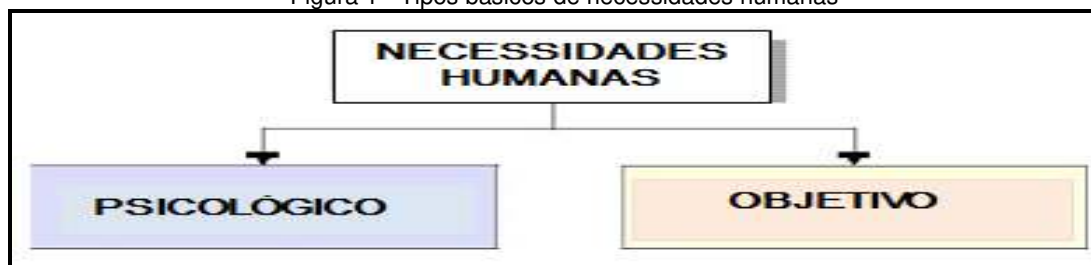 Figura 1 - Tipos básicos de necessidades humanas
NECESSIDADES
HUMANAS
PSICOLÓGICO
OBJETIVO